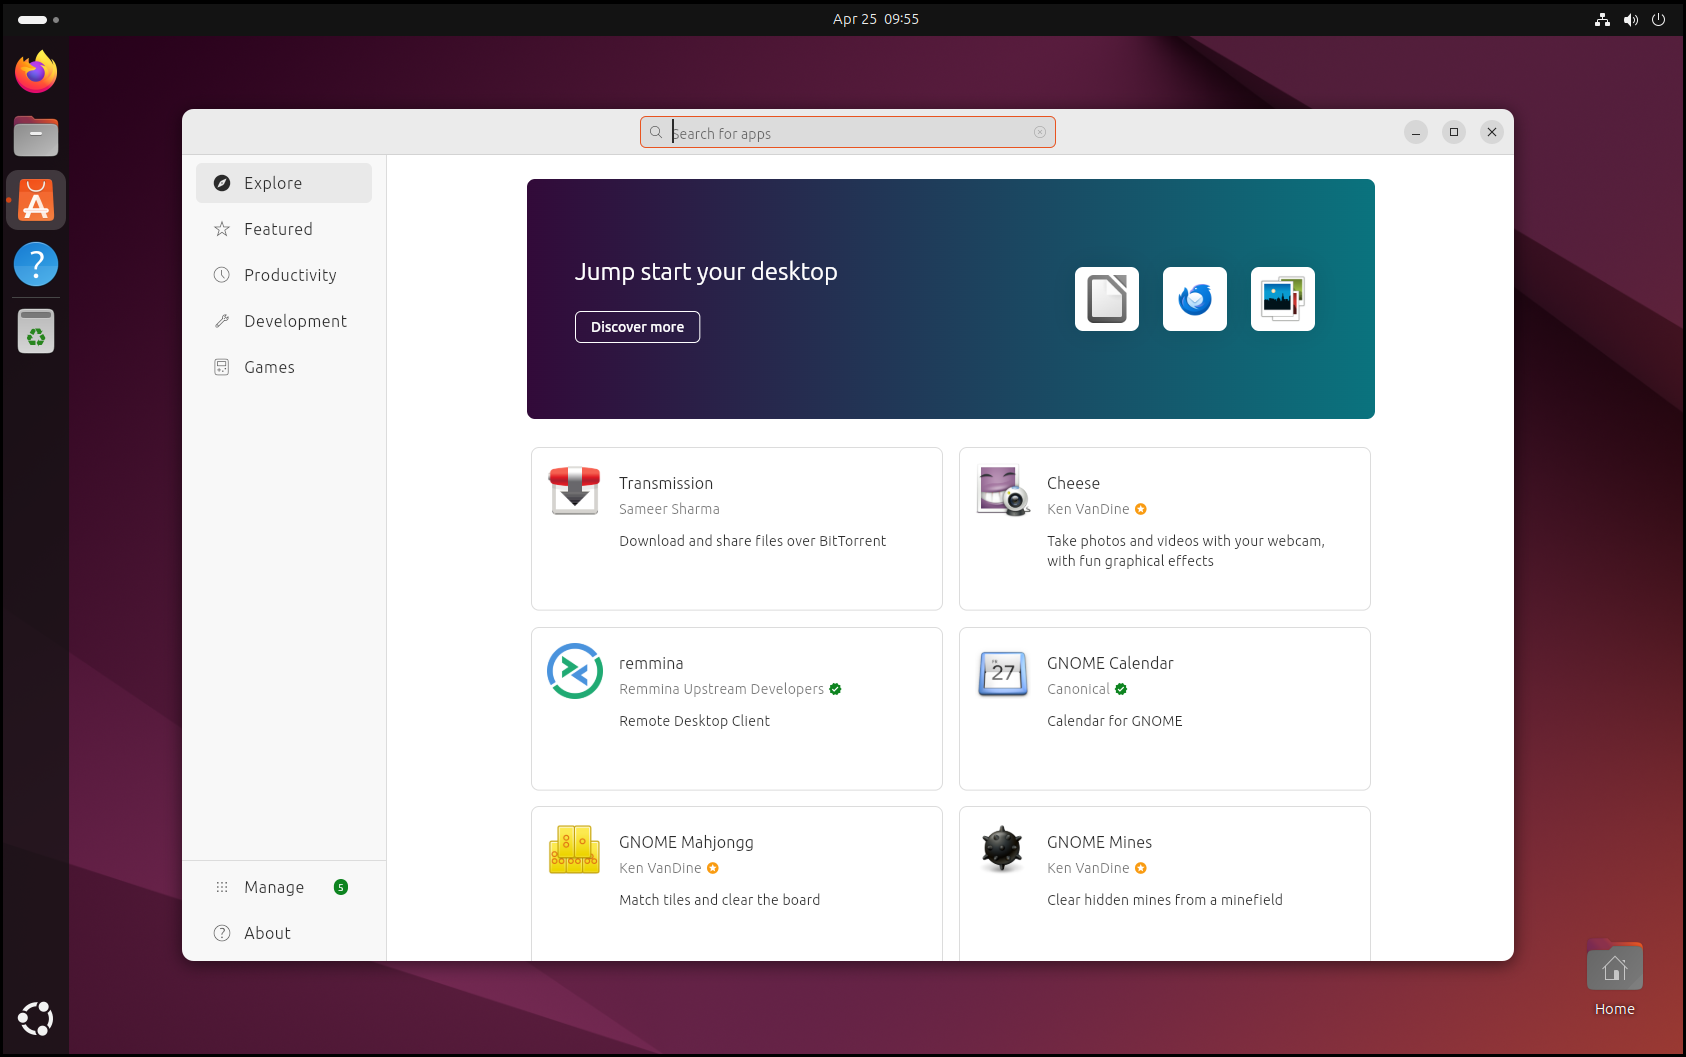 Apr 25 09:55
Search for apps
Explore
Featured
Productivity
Development
Games
Manage 5
About
Jump start your desktop
Discover more
Transmission
Sameer Sharma
Download and share files over BitTorrent
Cheese
Ken VanDine
Take photos and videos with your webcam,
with fun graphical effects
remmina
Remmina Upstream Developers
Remote Desktop Client
27
GNOME Calendar
Canonical
Calendar for GNOME
GNOME Mahjongg
Ken VanDine
Match tiles and clear the board
GNOME Mines
Ken VanDine
Clear hidden mines from a minefield
Home